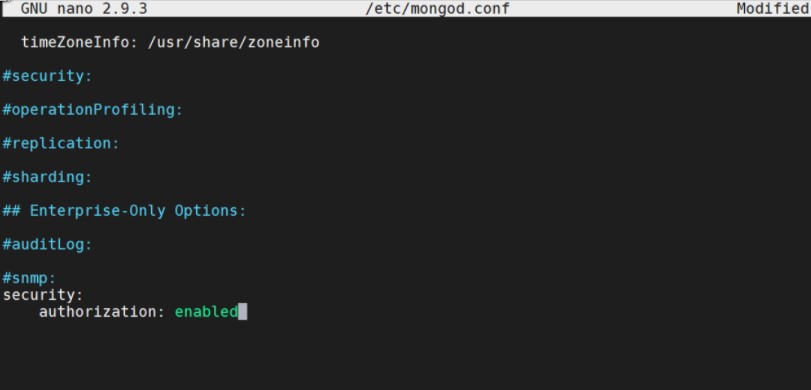 GNU nano 2.9.3 /etc/mongod.conf Modified
timeZoneInfo: /usr/share/zoneinfo
#security:
#operationProfiling:
#replication:
#sharding:
## Enterprise-Only Options:
#auditLog:
#snmp:
security:
authorization: enabled